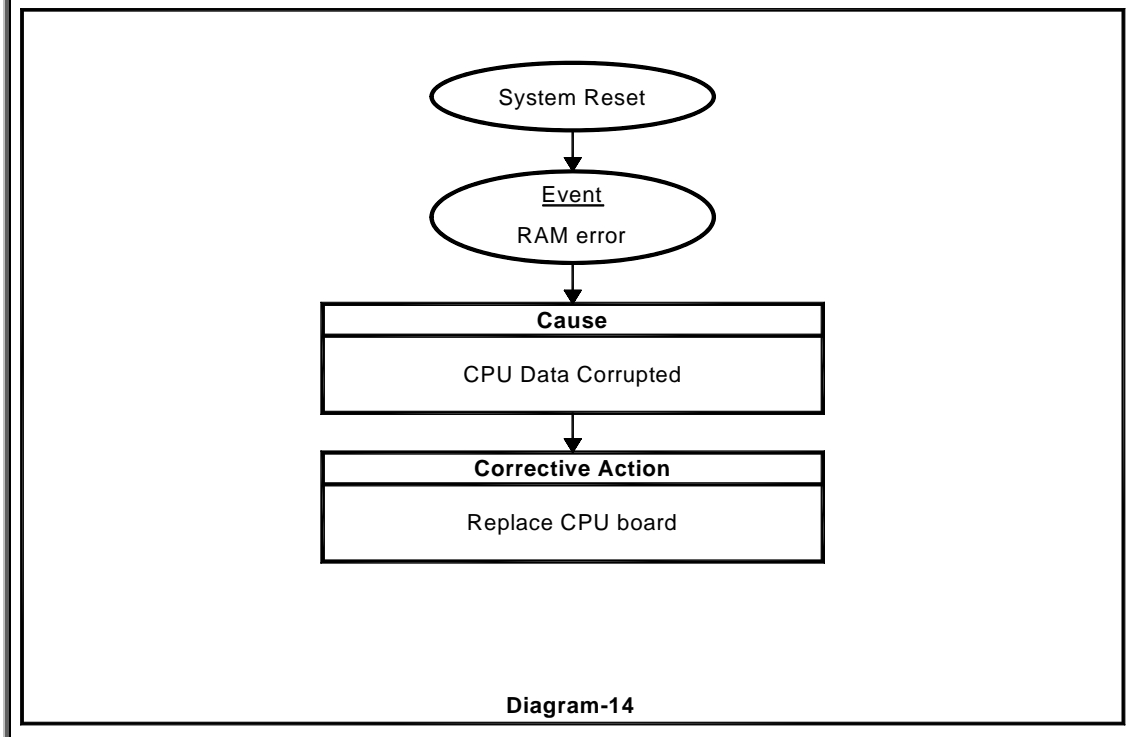 System Reset
Event
RAM error
Cause
CPU Data Corrupted
Corrective Action
Replace CPU board
Diagram-14